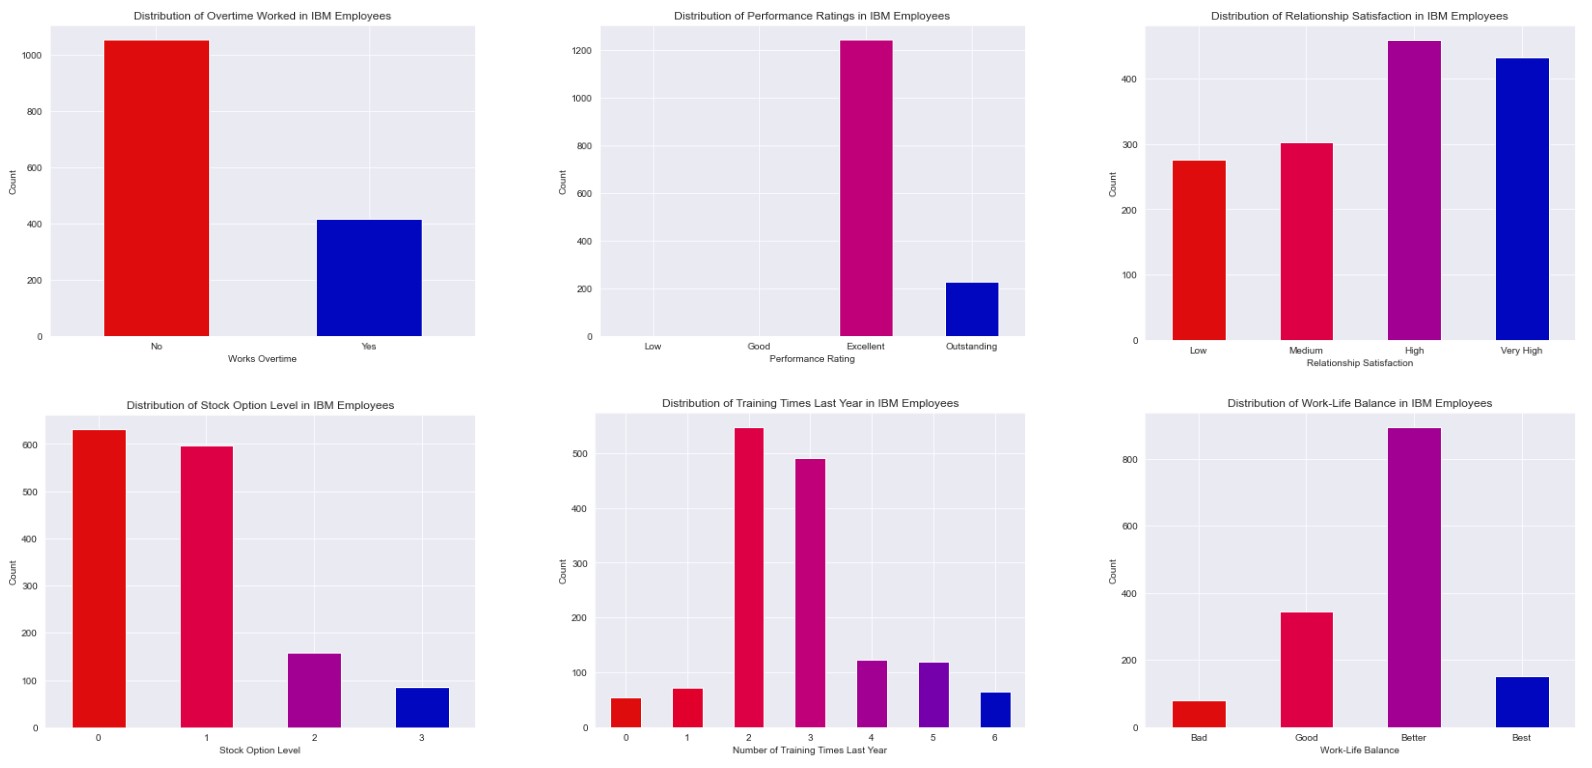 Distribution of Overtime Worked in IBM Employees
Count
1000
800
600
400
200
0
No Yes
Works Overtime
Distribution of Performance Ratings in IBM Employees
Count
1200
1000
800
600
400
200
0
Low Good Excellent Outstanding
Performance Rating
Distribution of Relationship Satisfaction in IBM Employees
Count
400
300
200
100
0
Low Medium High Very High
Relationship Satisfaction
Distribution of Stock Option Level in IBM Employees
Count
600
500
400
300
200
100
0
0 1 2 3
Stock Option Level
Distribution of Training Times Last Year in IBM Employees
Count
500
400
300
200
100
0
0 1 2 3 4 5 6
Number of Training Times Last Year
Distribution of Work-Life Balance in IBM Employees
Count
800
600
400
200
0
Bad Good Better Best
Work-Life Balance